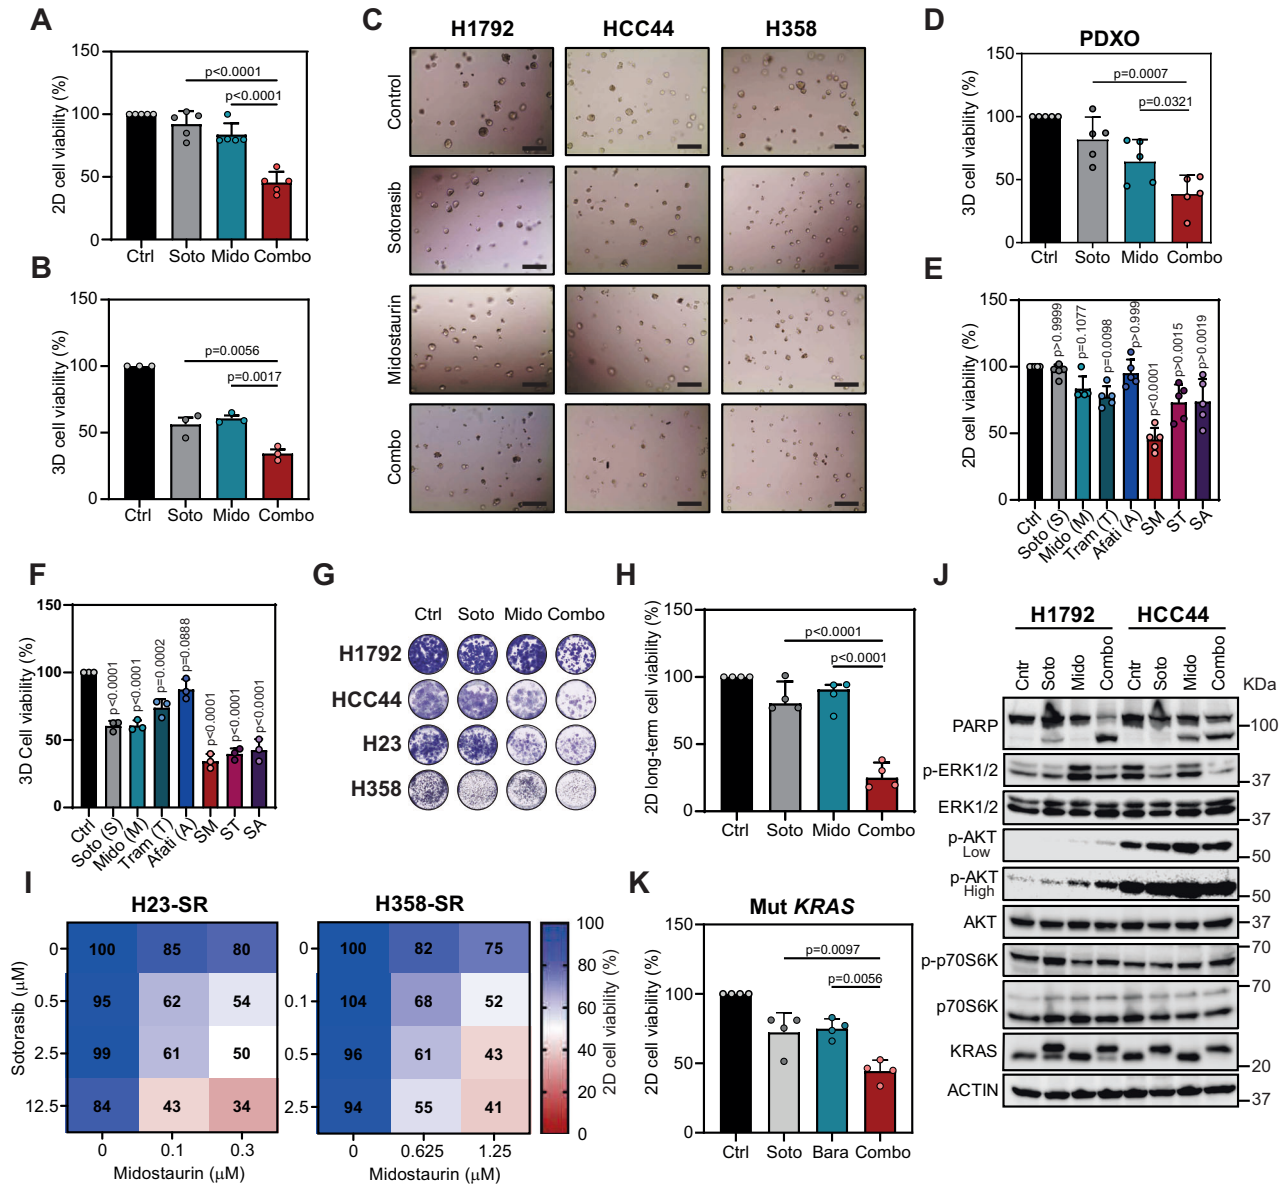 A
2D cell viability (%)
150
100
50
0
p<0.0001
p<0.0001
Ctrl Soto Mido Combo
B
3D cell viability (%)
150
100
50
0
p=0.0056
p=0.0017
Ctrl Soto Mido Combo
C
H1792 HCC44 H358
Control
Sotorasib
Midostaurin
Combo
D
PDXO
3D cell viability (%)
150
100
50
0
p=0.0007
p=0.0321
Ctrl Soto Mido Combo
E
2D cell viability (%)
150
100
50
0
p>0.9999
p=0.1077
p=0.0098
p>0.999
p<0.0001
p>0.0015
p>0.0019
Ctrl Soto (S) Mido (M) Tram (T) Afati (A) SM ST SA
F
3D Cell viability (%)
150
100
50
0
p<0.0001
p<0.0001
p=0.0002
p=0.0888
p<0.0001
p<0.0001
p<0.0001
Ctrl Soto (S) Mido (M) Tram (T) Afati (A) SM ST SA
G
Ctrl Soto Mido Combo
H1792
HCC44
H23
H358
H
2D long-term cell viability (%)
150
100
50
0
p<0.0001
p<0.0001
Ctrl Soto Mido Combo
I
H23-SR
Sotorrasib (µM)
0 100 85 80
0.5 95 62 54
2.5 99 61 50
12.5 84 43 34
0 0.1 0.3
Midostaurin (µM)
H358-SR
0 100 82 75
0.1 104 68 52
0.5 96 61 43
2.5 94 55 41
0 0.625 1.25
Midostaurin (µM)
100
80
60
40
20
0
2D cell viability (%)
J
H1792 HCC44
Cntr Soto Mido Combo Cntr Soto Mido Combo
KDa
PARP 100
p-ERK1/2 37
ERK1/2 37
p-AKT
Low 50
p-AKT
High 50
AKT 37
p-p70S6K 70
p70S6K 70
KRAS 20
ACTIN 37
K
Mut KRAS
2D cell viability (%)
150
100
50
0
p=0.0097
p=0.0056
Ctrl Soto Bara Combo